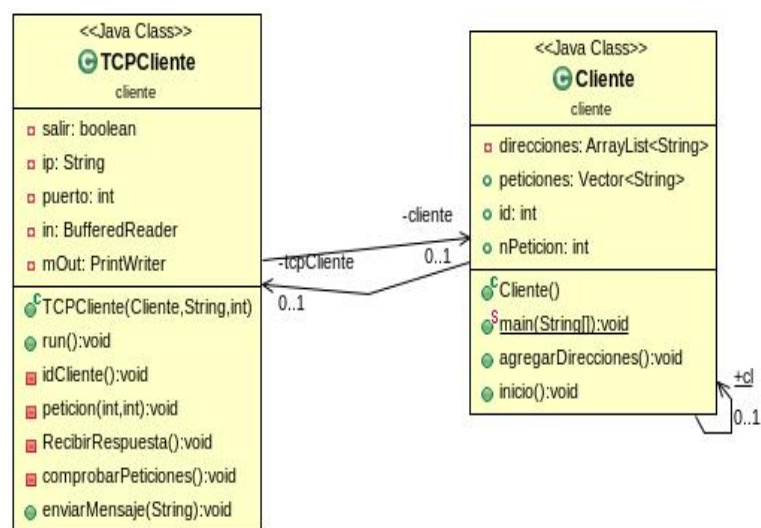 <<Java Class>>
TCPCliente
cliente
salir: boolean
ip: String
puerto: int
in: BufferedReader
mOut: PrintWriter
TCPCliente(Cliente,String,int)
run():void
idCliente():void
peticion(int,int):void
RecibirRespuesta():void
comprobarPeticiones():void
enviarMensaje(String):void
-cliente
0..1
-tcpCliente
0..1
<<Java Class>>
Cliente
cliente
direcciones: ArrayList<String>
peticiones: Vector<String>
id: int
nPeticion: int
Cliente()
main(String[]):void
agregarDirecciones():void
inicio():void
+cl
0..1